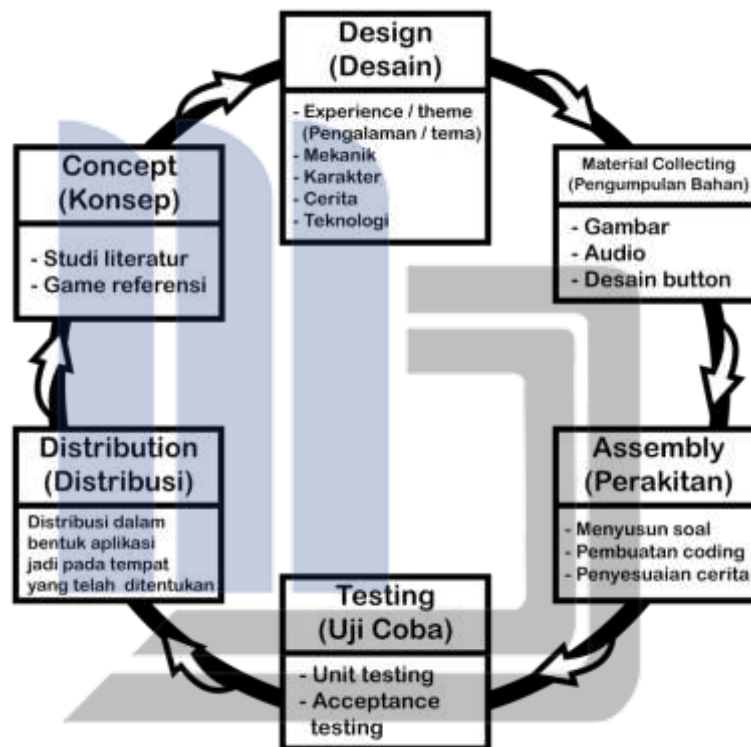 Design
(Desain)
- Experience / theme
(Pengalaman / tema)
- Mekanik
- Karakter
- Cerita
- Teknologi
Material Collecting
(Pengumpulan Bahan)
- Gambar
- Audio
- Desain button
Assembly
(Perakitan)
- Menyusun soal
- Pembuatan coding
- Penyesuaian cerita
Testing
(Uji Coba)
- Unit testing
- Acceptance
testing
Distribution
(Distribusi)
Distribusi dalam
bentuk aplikasi
jadi pada tempat
yang telah ditentukan
Concept
(Konsep)
- Studi literatur
- Game referensi